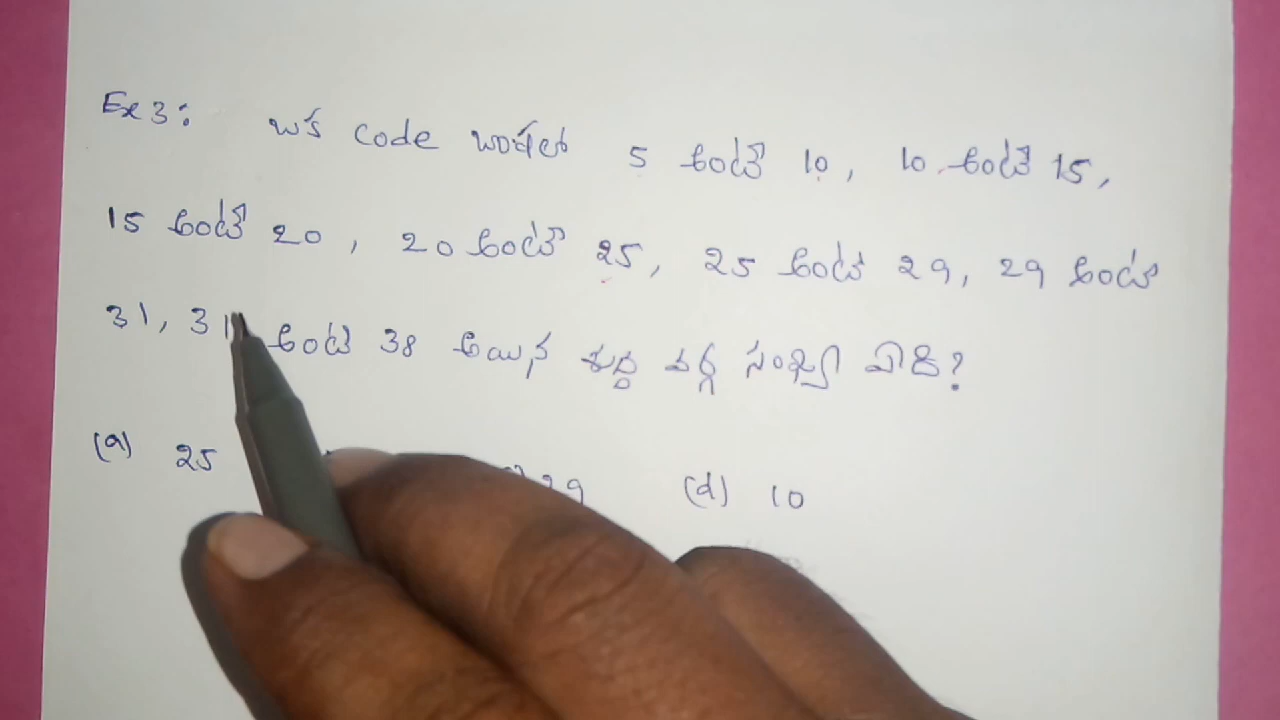 Ex 3: ఒక code బాషలో 5 అంటే 10, 10 అంటే 15,
15 అంటే 20, 20 అంటే 25, 25 అంటే 29, 29 అంటే
31, 31 అంటే 38 అయిన శుద్ధ వర్గ సంఖ్య ఏది?
(a) 25 29 (d) 10